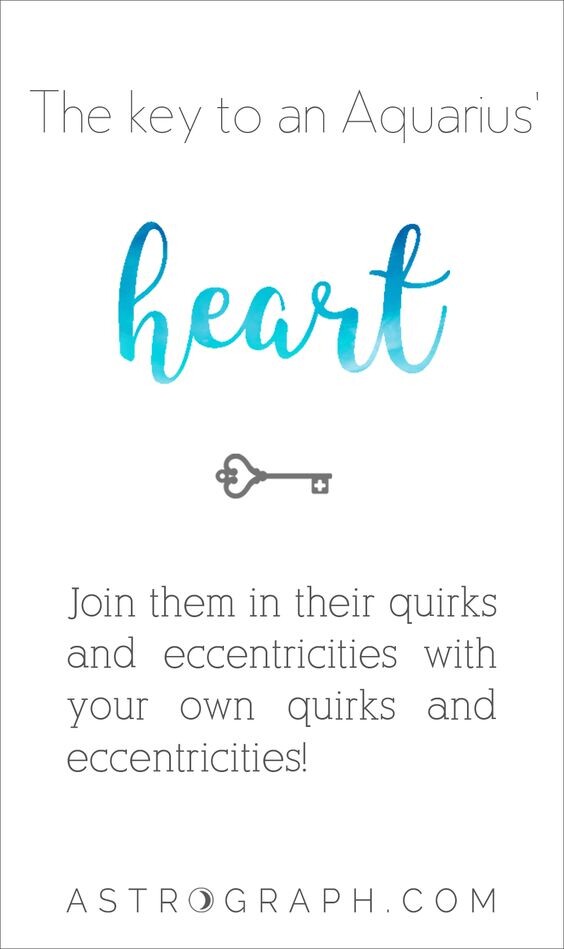 The key to an Aquarius'
heart
Join them in their quirks
and eccentricities with
your own quirks and
eccentricities!
ASTROGRAPH.COM